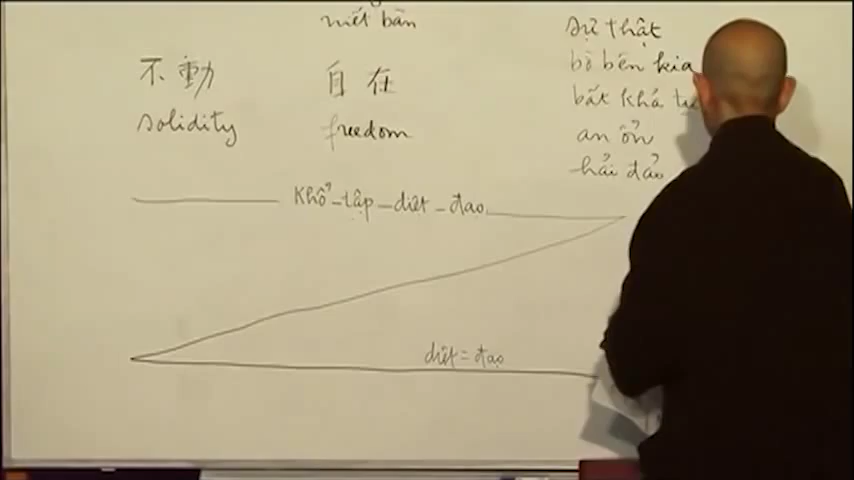 niết bàn
不動
solidity
自在
freedom
sự thật
bờ bên kia
bất khả
an ổn
hải đảo
Khổ - tập - diệt - đạo
diệt = đạo